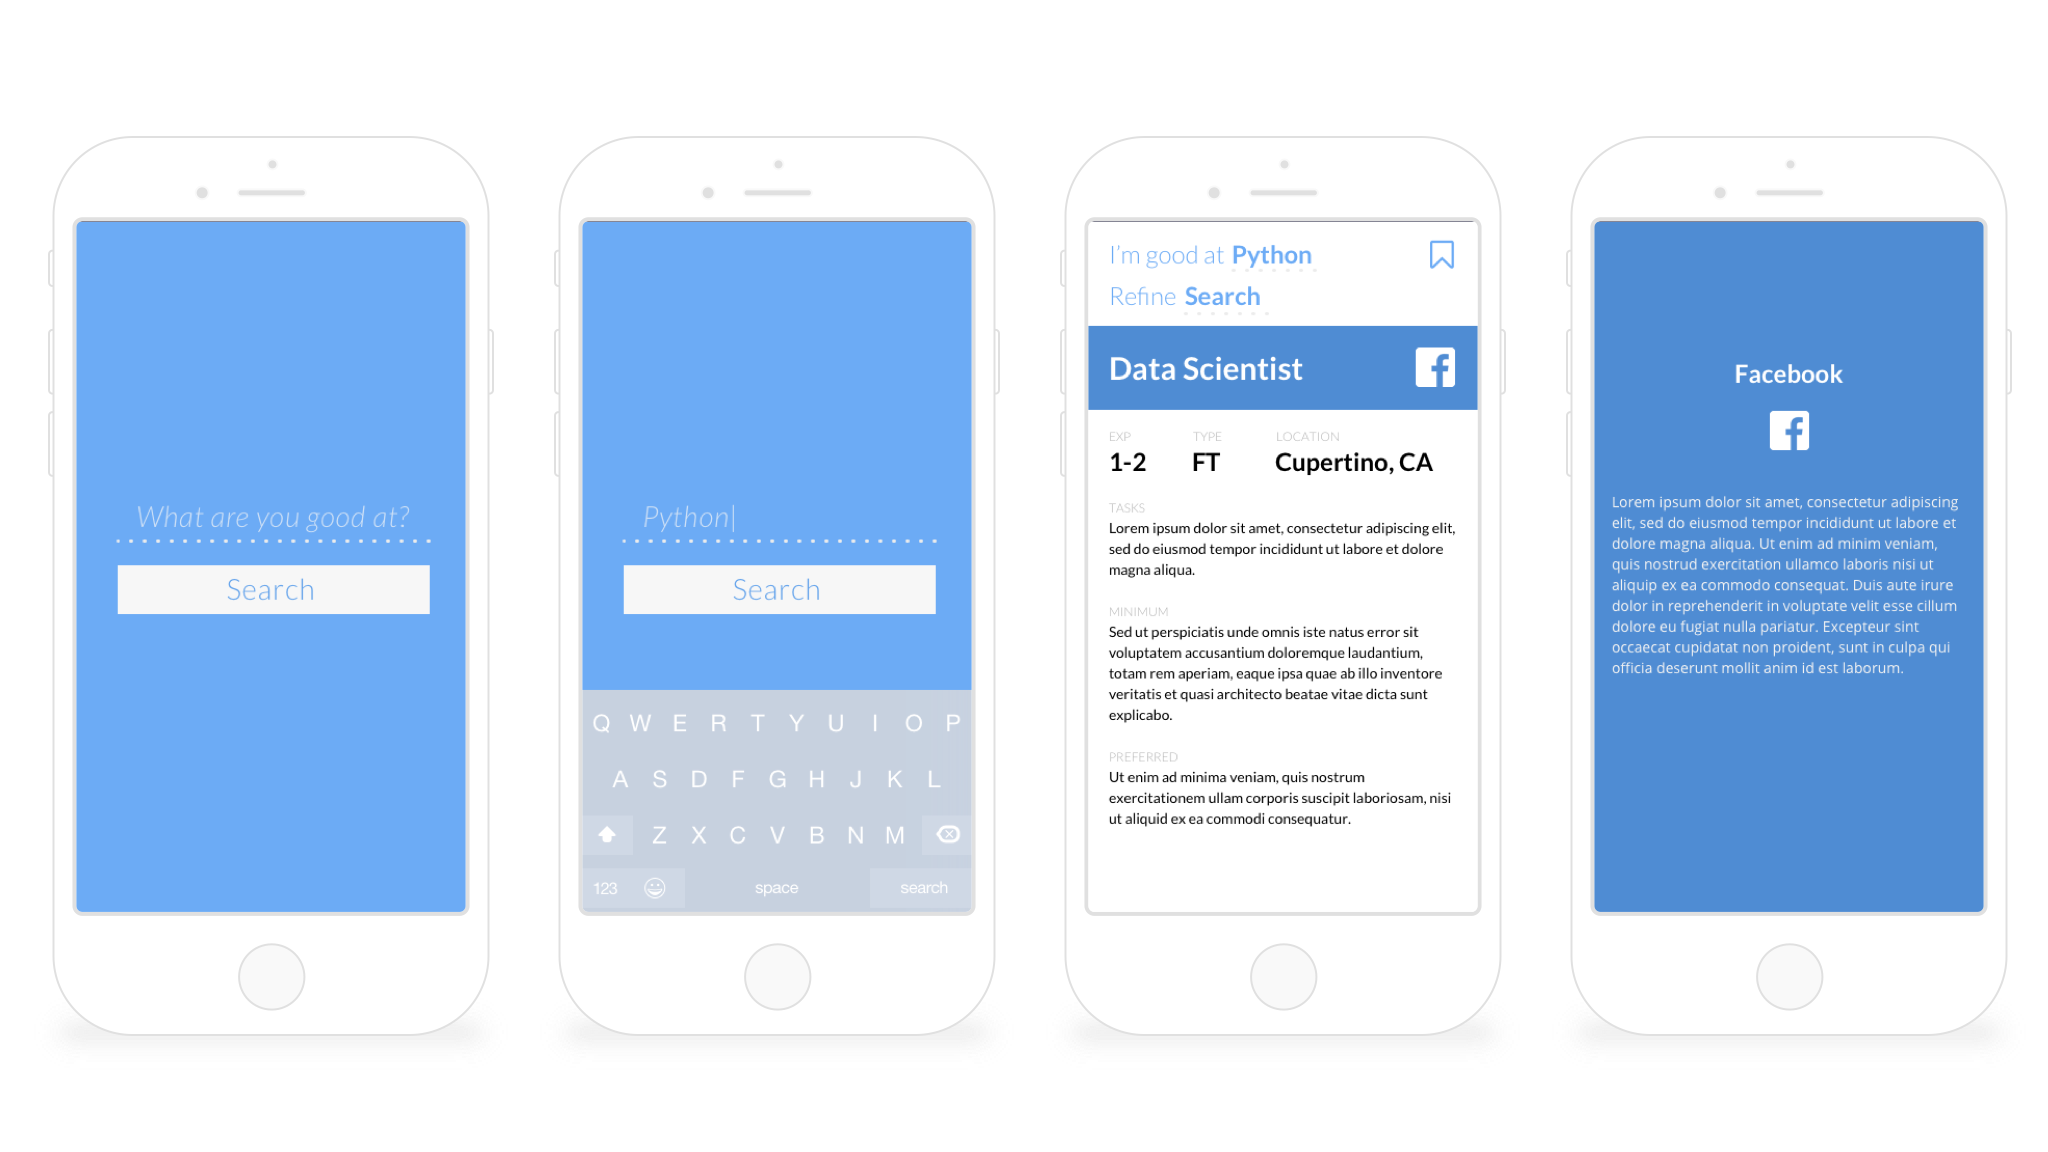 What are you good at?
Search
Python
Search
Q W E R T Y U I O P
A S D F G H J K L
Z X C V B N M
123 space search
I'm good at Python
Refine Search
Data Scientist
EXP TYPE LOCATION
1-2 FT Cupertino, CA
TASKS
Lorem ipsum dolor sit amet, consectetur adipiscing elit,
sed do eiusmod tempor incididunt ut labore et dolore
magna aliqua.
MINIMUM
Sed ut perspiciatis unde omnis iste natus error sit
voluptatem accusantium doloremque laudantium,
totam rem aperiam, eaque ipsa quae ab illo inventore
veritatis et quasi architecto beatae vitae dicta sunt
explicabo.
PREFERRED
Ut enim ad minima veniam, quis nostrum
exercitationem ullam corporis suscipit laboriosam, nisi
ut aliquid ex ea commodi consequatur.
Facebook
Lorem ipsum dolor sit amet, consectetur adipiscing
elit, sed do eiusmod tempor incididunt ut labore et
dolore magna aliqua. Ut enim ad minim veniam,
quis nostrud exercitation ullamco laboris nisi ut
aliquip ex ea commodo consequat. Duis aute irure
dolor in reprehenderit in voluptate velit esse cillum
dolore eu fugiat nulla pariatur. Excepteur sint
occaecat cupidatat non proident, sunt in culpa qui
officia deserunt mollit anim id est laborum.